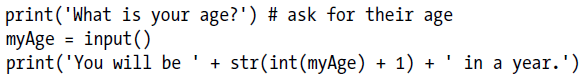 print('What is your age?') # ask for their age
myAge = input()
print('You will be ' + str(int(myAge) + 1) + ' in a year.')